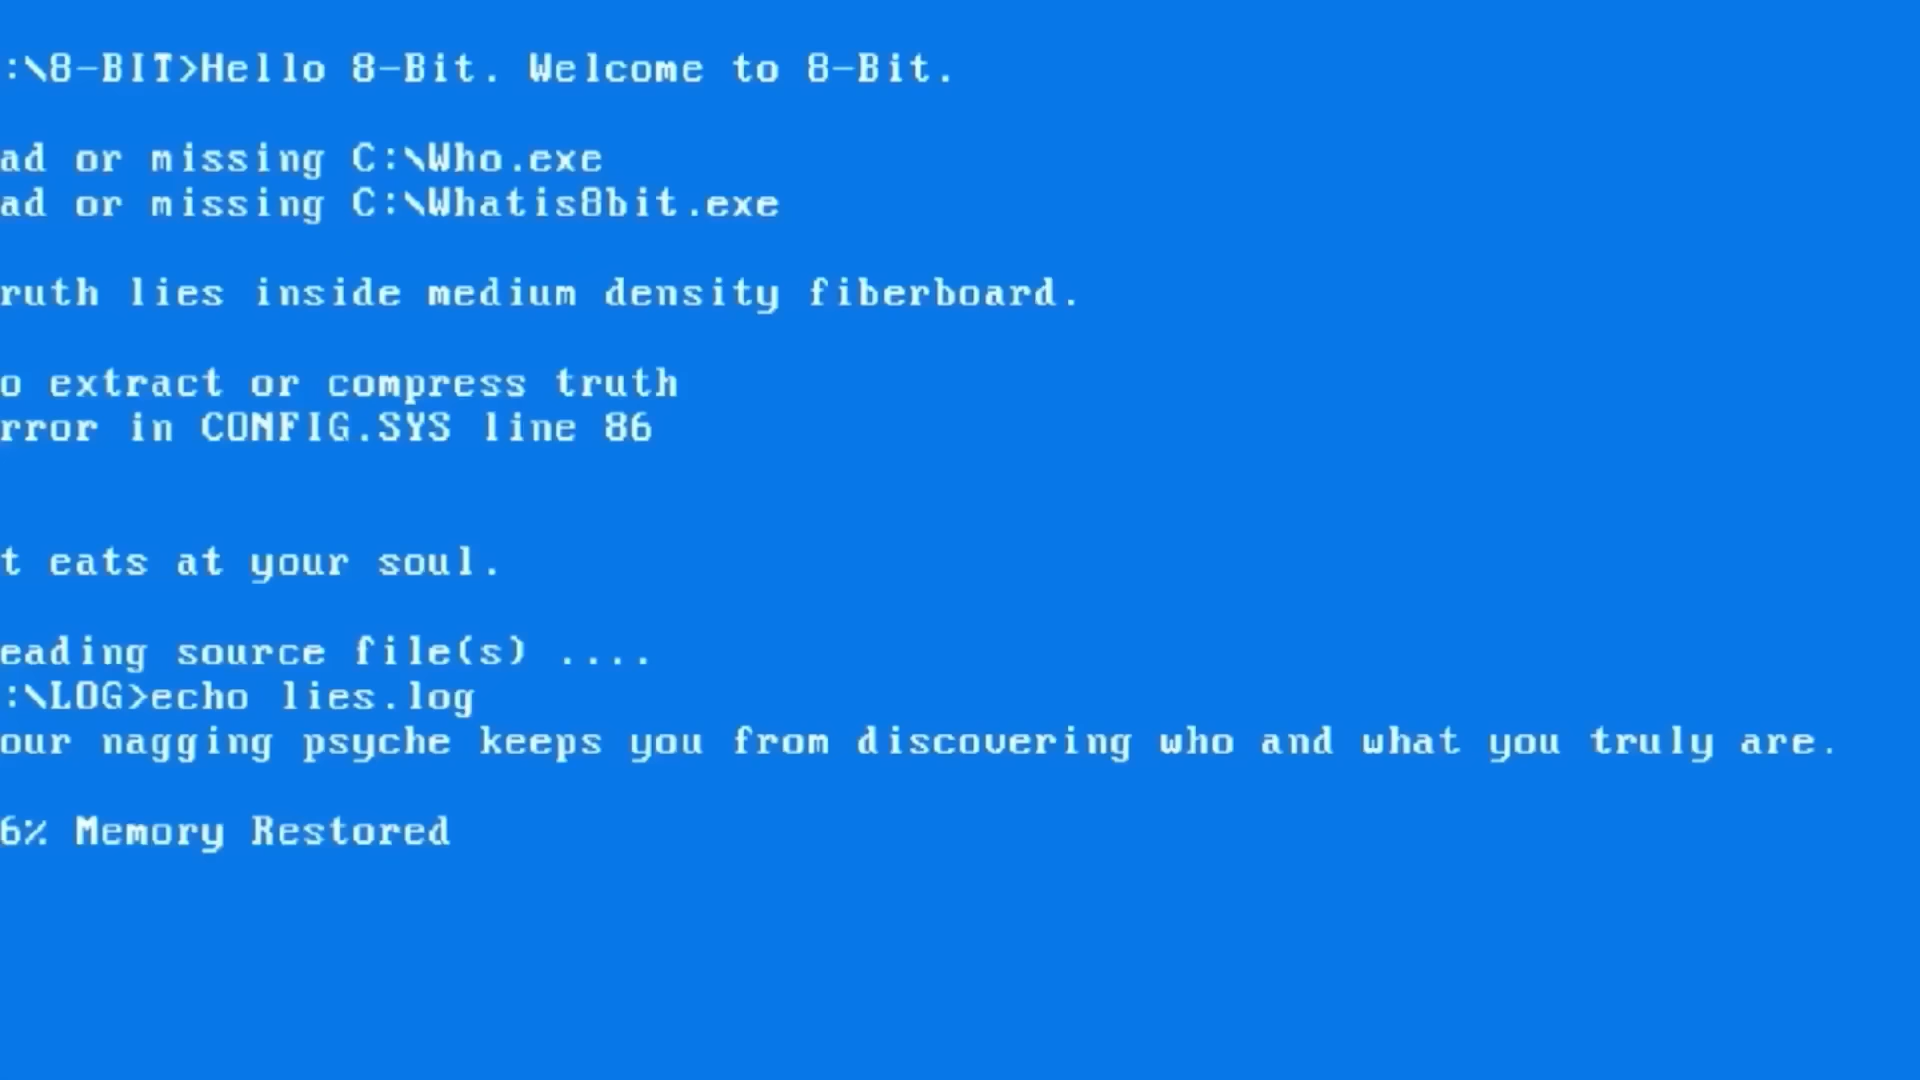 :\8-BIT>Hello 8-Bit. Welcome to 8-Bit.
ad or missing C:\Who.exe
ad or missing C:\Whatis8bit.exe
ruth lies inside medium density fiberboard.
o extract or compress truth
rror in CONFIG.SYS line 86
t eats at your soul.
eading source file(s) ....
:\LOG>echo lies.log
our nagging psyche keeps you from discovering who and what you truly are.
6% Memory Restored